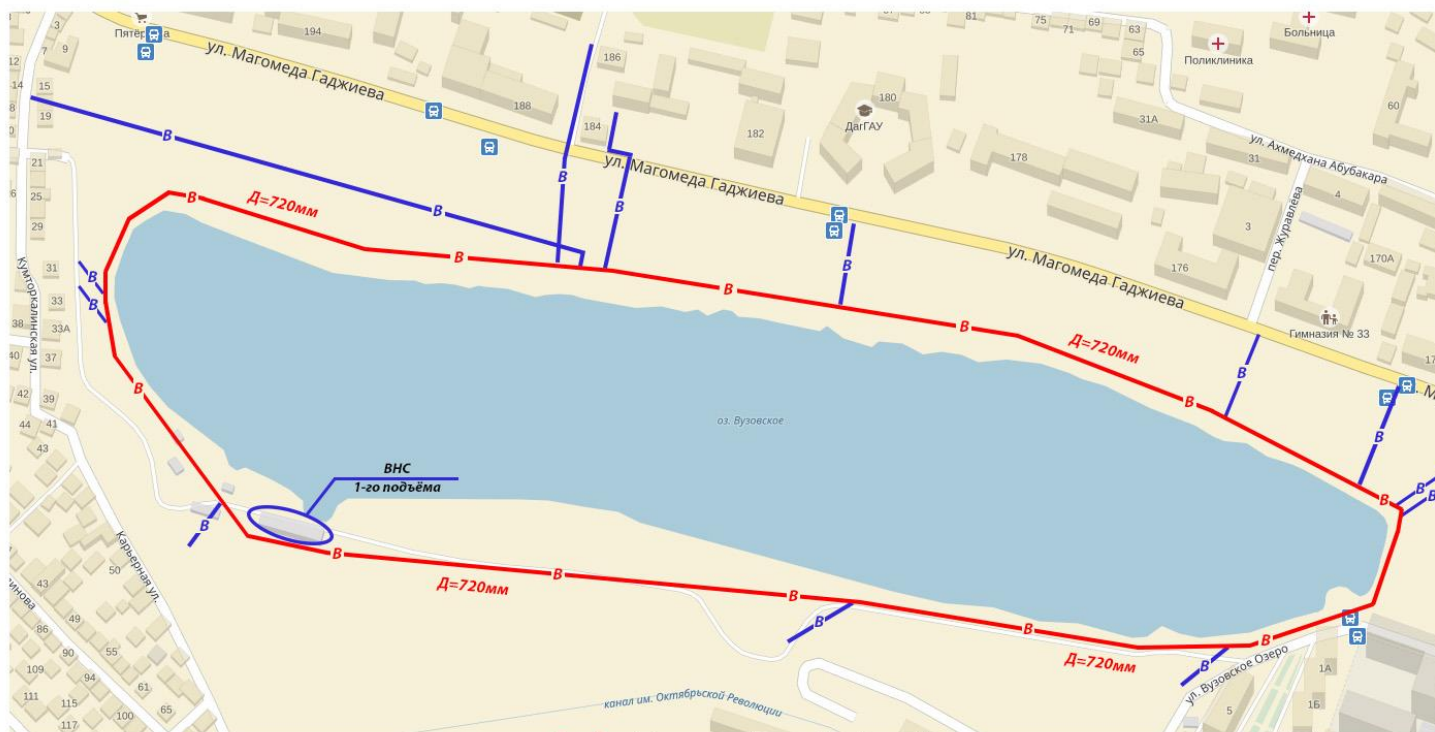 194
Пятёрочка
9
12
14
15
19
188
186
184
182
180
ДагГАУ
178
81
75
71
69
63
65
Поликлиника
Больница
60
31А
31
4
3
176
170А
Гимназия № 33
ул. Магомеда Гаджиева
ул. Магомеда Гаджиева
ул. Магомеда Гаджиева
ул. Ахмедхана Абубакара
пер. Журавлёва
В
В
В
В
В
В
В
В
В
В
Д=720мм
В
В
В
В
Д=720мм
В
В
В
В
21
25
29
31
33
33А
38
40
37
42
39
44
41
43
Кумторкалинская ул.
оз. Вузовское
ВНС
1-го подъёма
В
В
В
Д=720мм
В
В
В
В
Д=720мм
В
В
Карьерная ул.
50
43
49
86
90
55
94
109
61
111
115
100
65
117
канал им. Октябрьской Революции
ул. Вузовское Озеро
5
1А
1Б